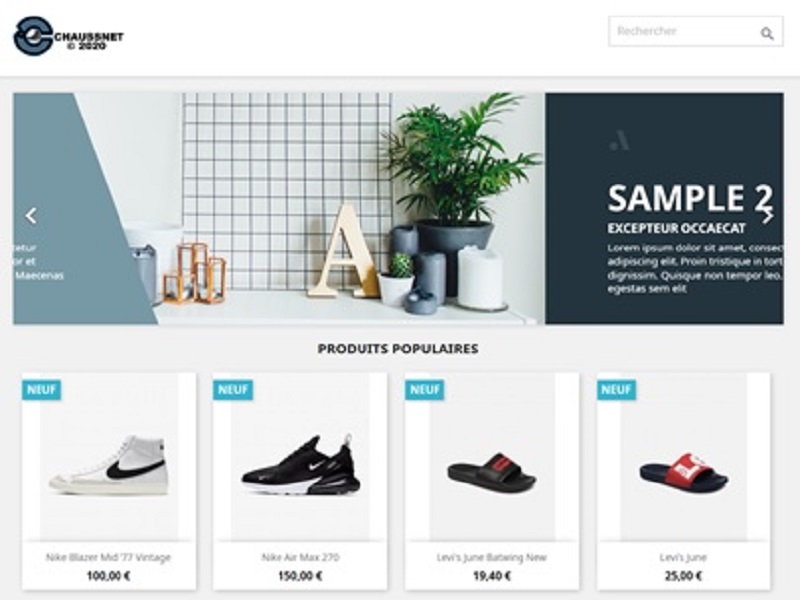 CHAUSSNET
© 2020
Rechercher
tetur
or et
Maecenas
A
SAMPLE 2
EXCEPTEUR OCCAECAT
Lorem ipsum dolor sit amet, consect
adipiscing elit. Proin tristique in tort
dignissim. Quisque non tempor leo.
egestas sem elit
PRODUITS POPULAIRES
NEUF
NEUF
NEUF
NEUF
Nike Blazer Mid '77 Vintage
Nike Air Max 270
Levi's June Batwing New
Levi's June
100,00 €
150,00 €
19,40 €
25,00 €